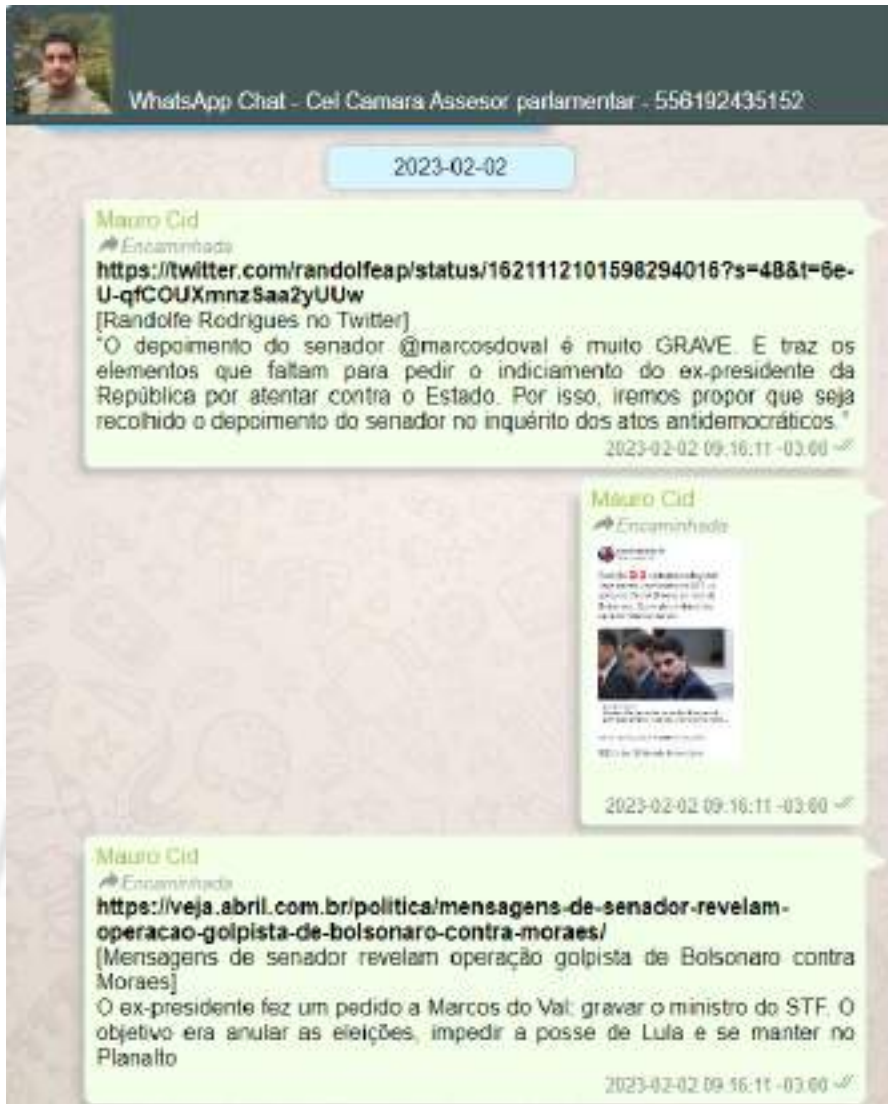 WhatsApp Chat - Cel Camara Assesor parlamentar - 556192435152
2023-02-02
Mauro Cid
Encaminhada
https://twitter.com/randolfeap/status/1621112101598294016?s=48&t=6e-
U-qfCOUXmnzSaa2yUUw
[Randolfe Rodrigues no Twitter]
"O depoimento do senador @marcosdoval é muito GRAVE. E traz os
elementos que faltam para pedir o indiciamento do ex-presidente da
República por atentar contra o Estado. Por isso, iremos propor que seja
recolhido o depoimento do senador no inquérito dos atos antidemocráticos."
2023-02-02 09:16:11 -03:00
Mauro Cid
Encaminhada
2023-02-02 09:16:11 -03:00
Mauro Cid
Encaminhada
https://veja.abril.com.br/politica/mensagens-de-senador-revelam-
operacao-golpista-de-bolsonaro-contra-moraes/
[Mensagens de senador revelam operação golpista de Bolsonaro contra
Moraes]
O ex-presidente fez um pedido a Marcos do Val: gravar o ministro do STF. O
objetivo era anular as eleições, impedir a posse de Lula e se manter no
Planalto
2023-02-02 09:16:11 -03:00